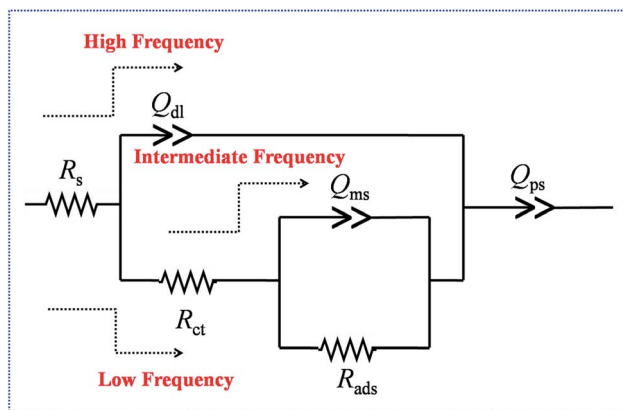 High Frequency
Qdl
Intermediate Frequency
Rs
Qms
Qps
Rct
Low Frequency
Rads